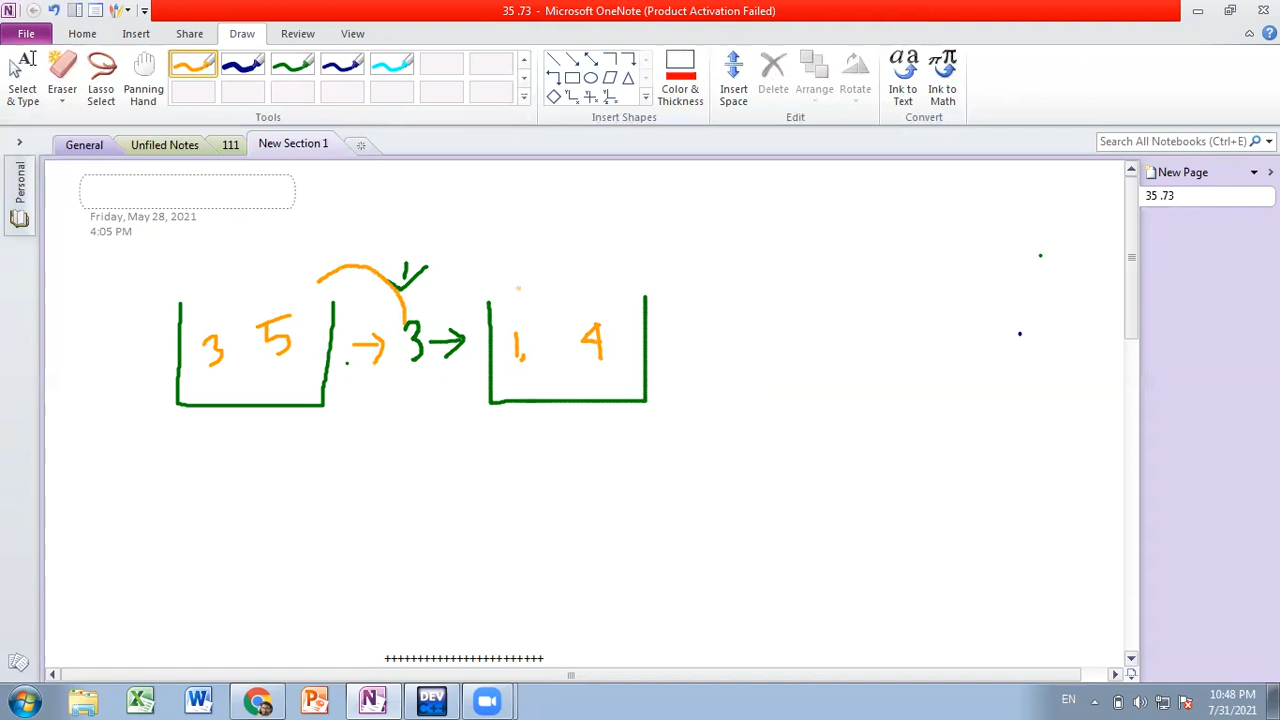 35 .73 - Microsoft OneNote (Product Activation Failed)
File Home Insert Share Draw Review View
Select & Type
Eraser
Lasso Select
Panning Hand
Color & Thickness
Insert Space
Delete
Arrange
Rotate
Ink to Text
Ink to Math
Tools
Insert Shapes
Edit
Convert
General
Unfiled Notes
111
New Section 1
Search All Notebooks (Ctrl+E)
Personal
New Page
35 .73
Friday, May 28, 2021
4:05 PM
3 5 → 3 → 1, 4
++++++++++++++++++++++++
DEV
EN
10:48 PM
7/31/2021